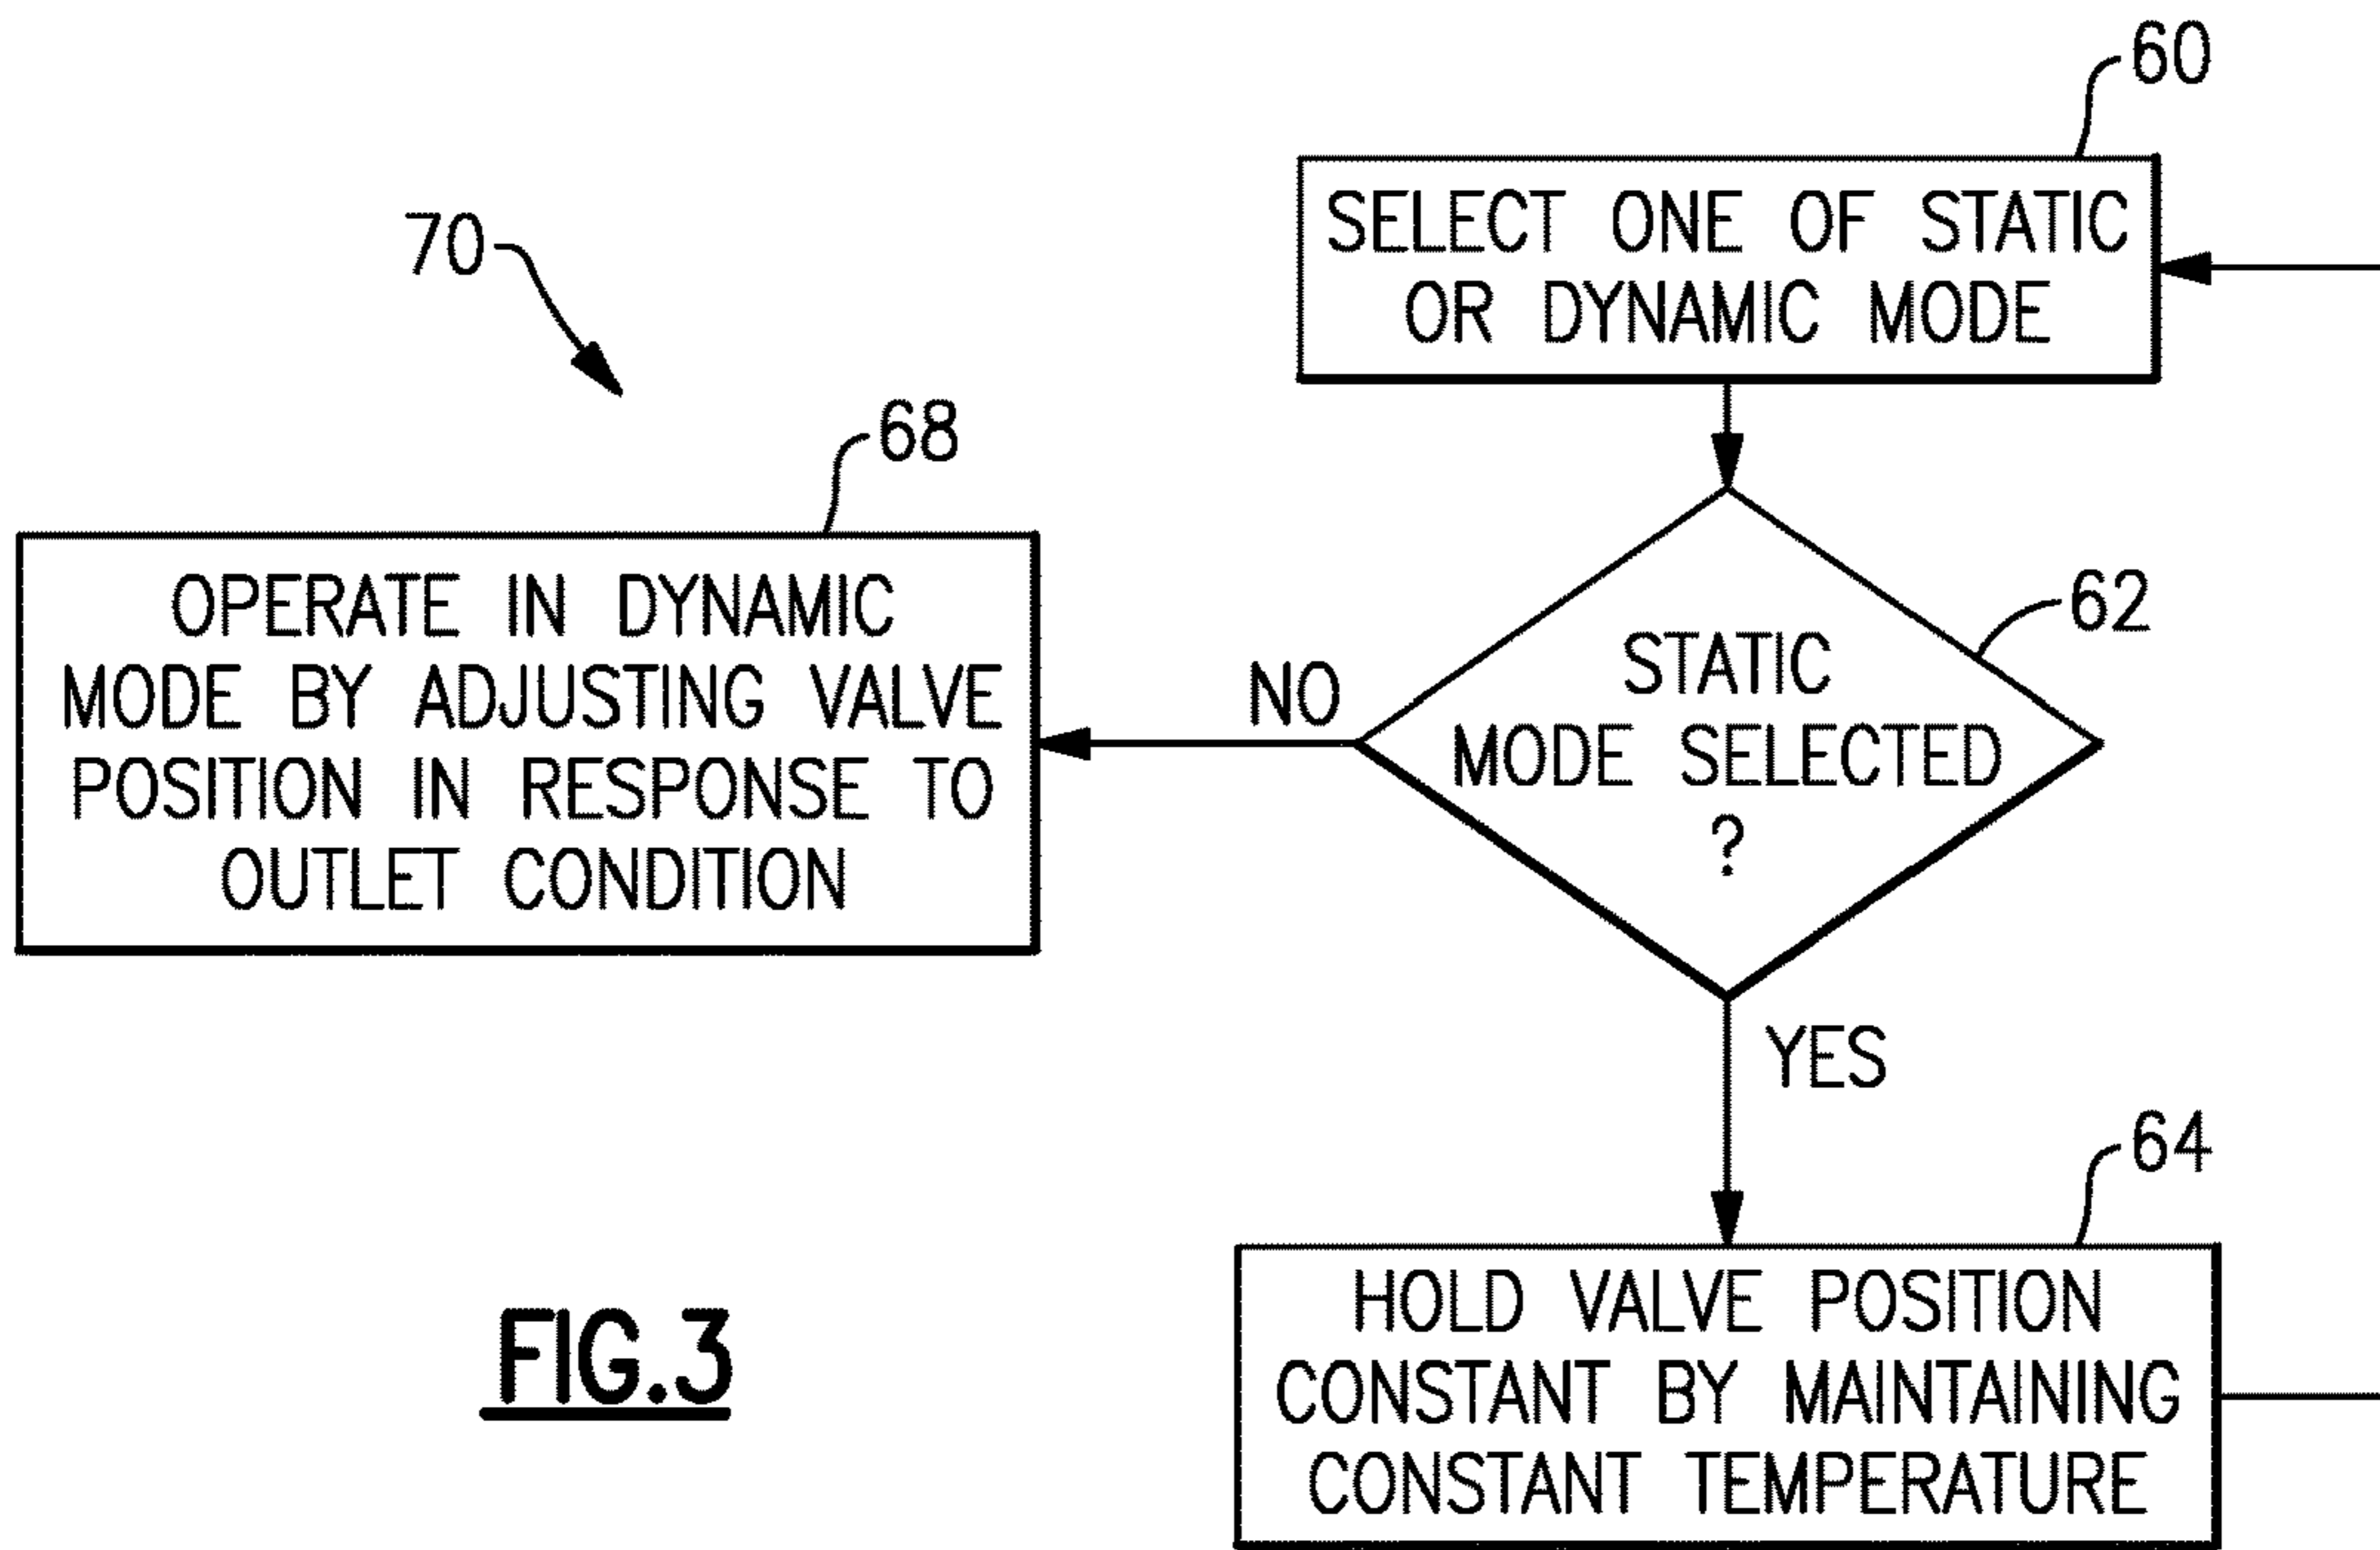 60
SELECT ONE OF STATIC
OR DYNAMIC MODE
70
68
OPERATE IN DYNAMIC
MODE BY ADJUSTING VALVE
POSITION IN RESPONSE TO
OUTLET CONDITION
NO
62
STATIC
MODE SELECTED
?
YES
64
HOLD VALVE POSITION
CONSTANT BY MAINTAINING
CONSTANT TEMPERATURE
FIG.3